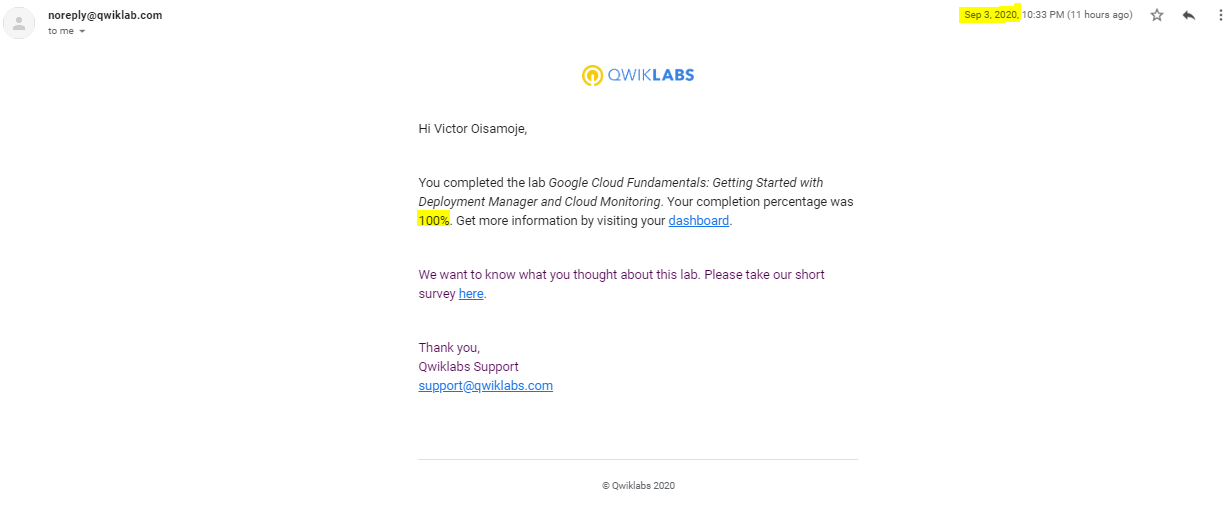 noreply@qwiklab.com
Sep 3, 2020, 10:33 PM (11 hours ago)
to me
QWIKLABS
Hi Victor Oisamoje,
You completed the lab Google Cloud Fundamentals: Getting Started with
Deployment Manager and Cloud Monitoring. Your completion percentage was
100%. Get more information by visiting your dashboard.
We want to know what you thought about this lab. Please take our short
survey here.
Thank you,
Qwiklabs Support
support@qwiklabs.com
© Qwiklabs 2020